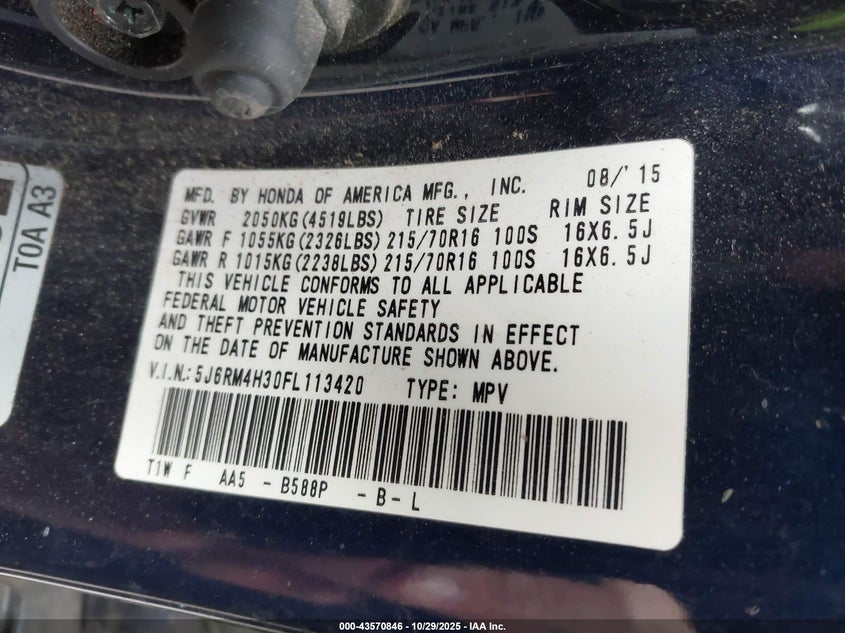 TOA A3
MFD. BY HONDA OF AMERICA MFG., INC. 08/'15
GVWR 2050KG(4519LBS) TIRE SIZE RIM SIZE
GAWR F 1055KG(2326LBS) 215/70R16 100S 16X6.5J
GAWR R 1015KG(2238LBS) 215/70R16 100S 16X6.5J
THIS VEHICLE CONFORMS TO ALL APPLICABLE
FEDERAL MOTOR VEHICLE SAFETY
AND THEFT PREVENTION STANDARDS IN EFFECT
ON THE DATE OF MANUFACTURE SHOWN ABOVE.
V.I.N.: 5J6RM4H30FL113420 TYPE: MPV
T1W F AA5 - B588P - B - L
000-43570846 - 10/29/2025 - IAA Inc.